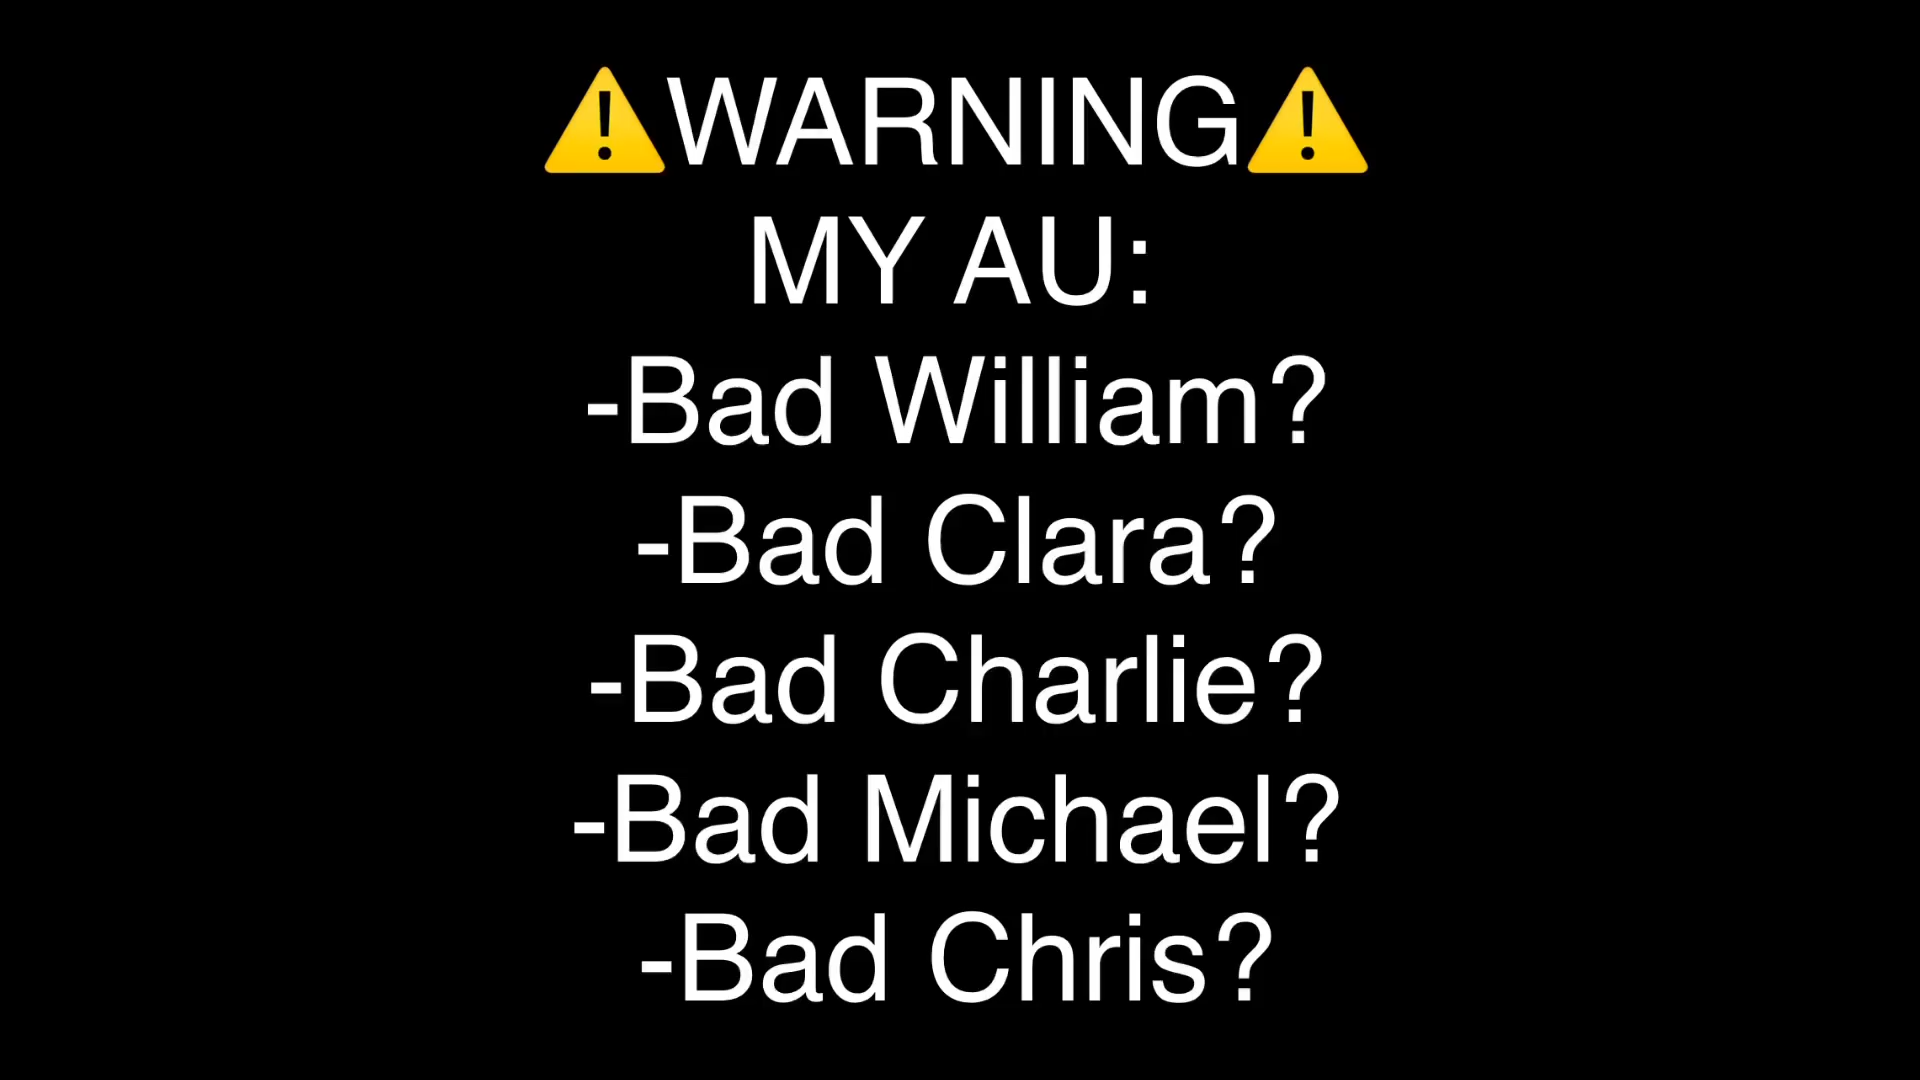 ⚠️WARNING⚠️
MY AU:
-Bad William?
-Bad Clara?
-Bad Charlie?
-Bad Michael?
-Bad Chris?